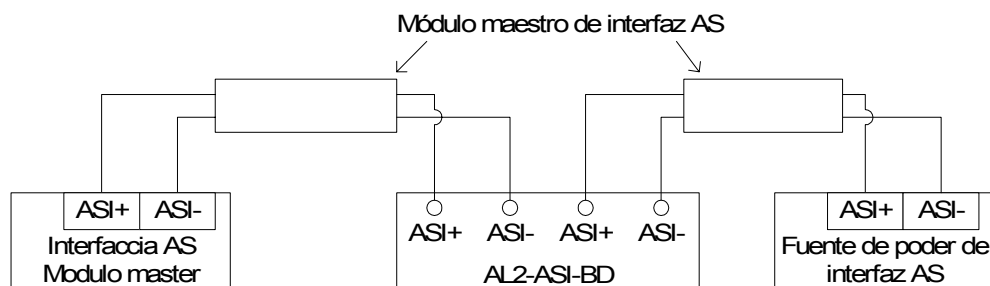 Módulo maestro de interfaz AS
ASI+ ASI-
Interfaccia AS
Modulo master
ASI+ ASI- ASI+ ASI-
AL2-ASI-BD
ASI+ ASI-
Fuente de poder de
interfaz AS